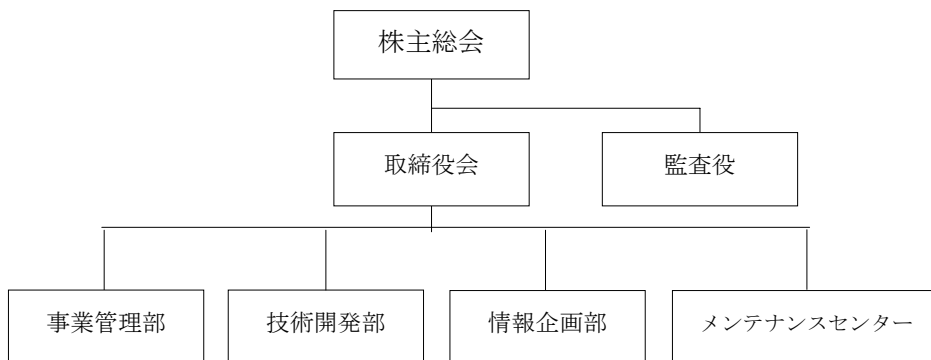 株主総会
取締役会
監査役
事業管理部
技術開発部
情報企画部
メンテナンスセンター